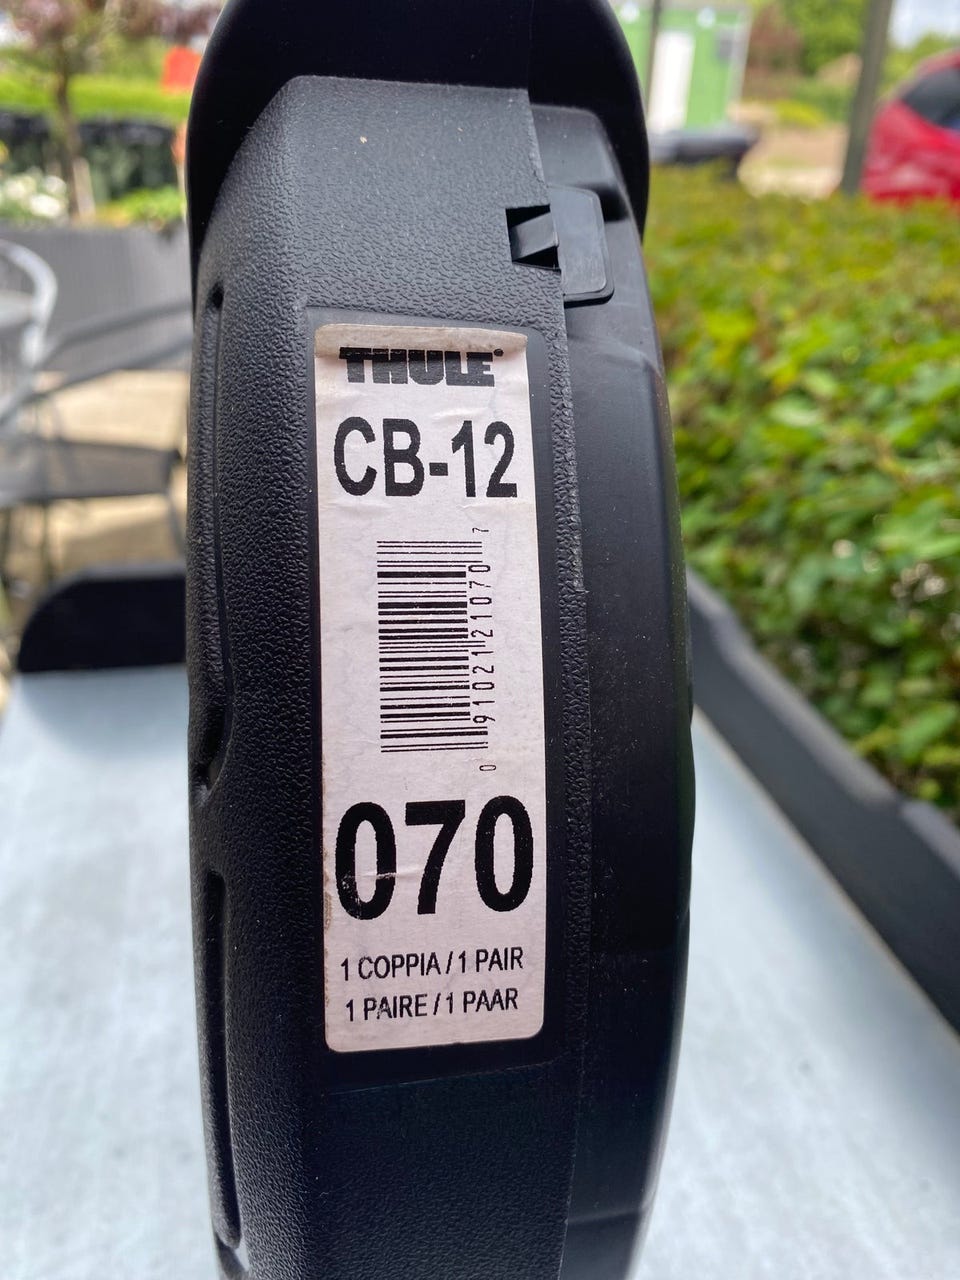 THULE®
CB-12
0 91021 21070 7
070
1 COPPIA / 1 PAIR
1 PAIRE / 1 PAAR